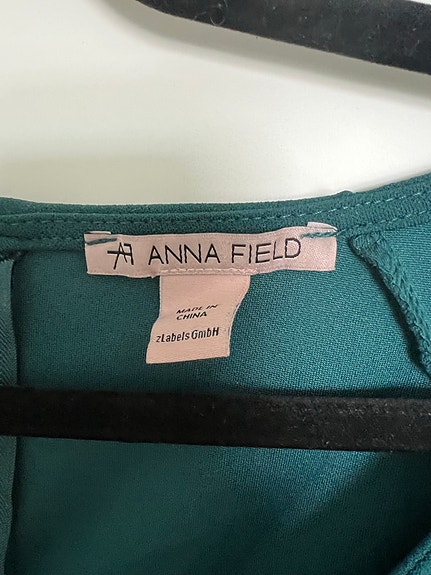 AF ANNA FIELD
MADE IN
CHINA
zLabels GmbH